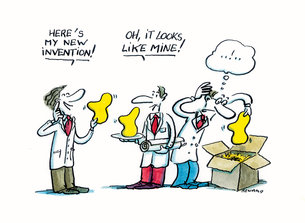 HERE'S
MY NEW
INVENTION!
OH, IT LOOKS
LIKE MINE!
...!